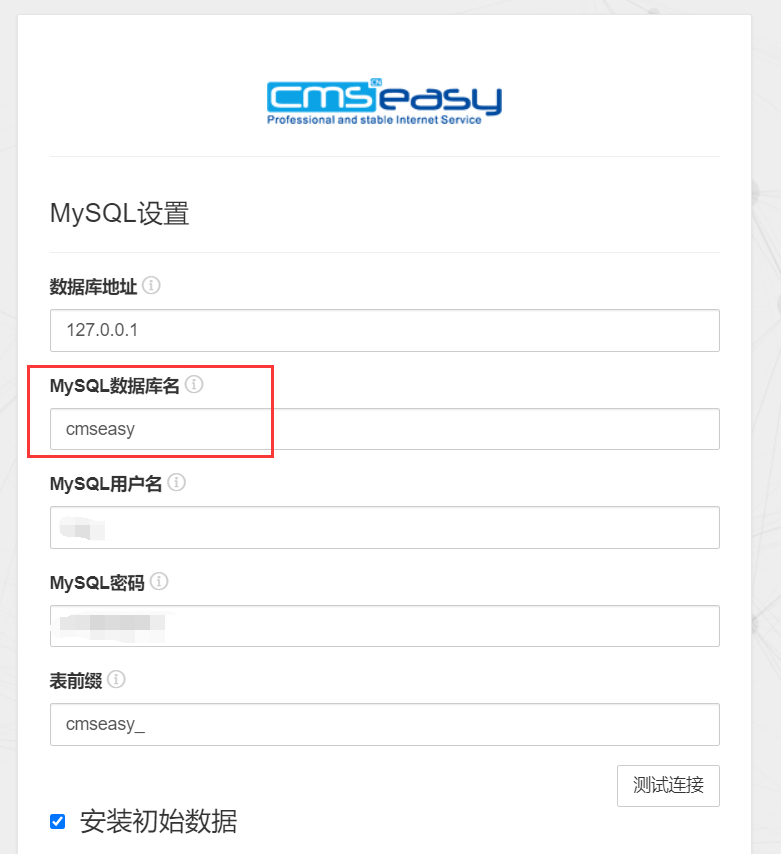 cmseasy CN
Professional and stable Internet Service
MySQL设置
数据库地址
127.0.0.1
MySQL数据库名
cmseasy
MySQL用户名
MySQL密码
表前缀
cmseasy_
测试连接
安装初始数据